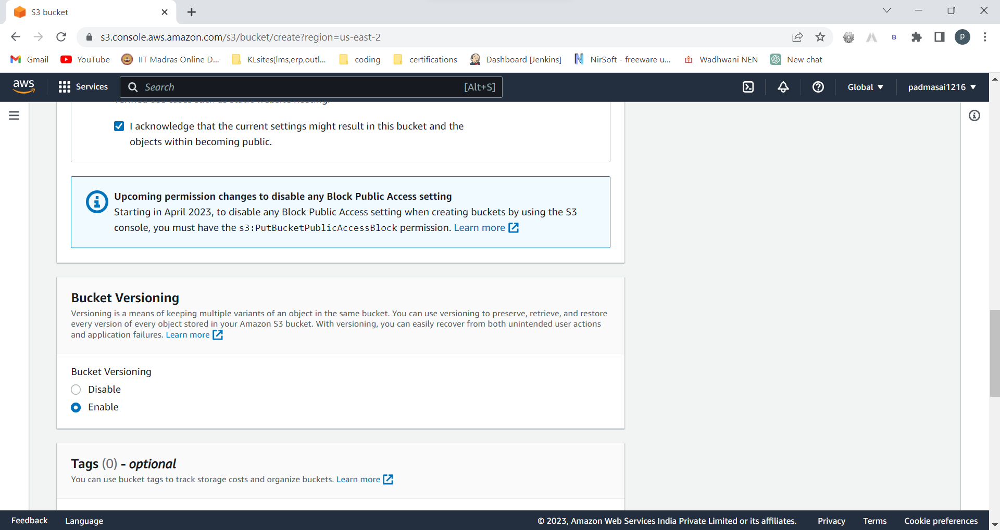 S3 bucket
s3.console.aws.amazon.com/s3/bucket/create?region=us-east-2
P
B
Gmail YouTube IIT Madras Online D... KLsites(lms,erp,outl... coding certifications Dashboard [Jenkins] NirSoft - freeware u... Wadhwani NEN New chat
aws Services Search [Alt+S] Global padmasai1216
verified use cases such as static website hosting.
I acknowledge that the current settings might result in this bucket and the
objects within becoming public.
Upcoming permission changes to disable any Block Public Access setting
Starting in April 2023, to disable any Block Public Access setting when creating buckets by using the S3
console, you must have the s3:PutBucketPublicAccessBlock permission. Learn more
Bucket Versioning
Versioning is a means of keeping multiple variants of an object in the same bucket. You can use versioning to preserve, retrieve, and restore
every version of every object stored in your Amazon S3 bucket. With versioning, you can easily recover from both unintended user actions
and application failures. Learn more
Bucket Versioning
Disable
Enable
Tags (0) - optional
You can use bucket tags to track storage costs and organize buckets. Learn more
Feedback Language © 2023, Amazon Web Services India Private Limited or its affiliates. Privacy Terms Cookie preferences